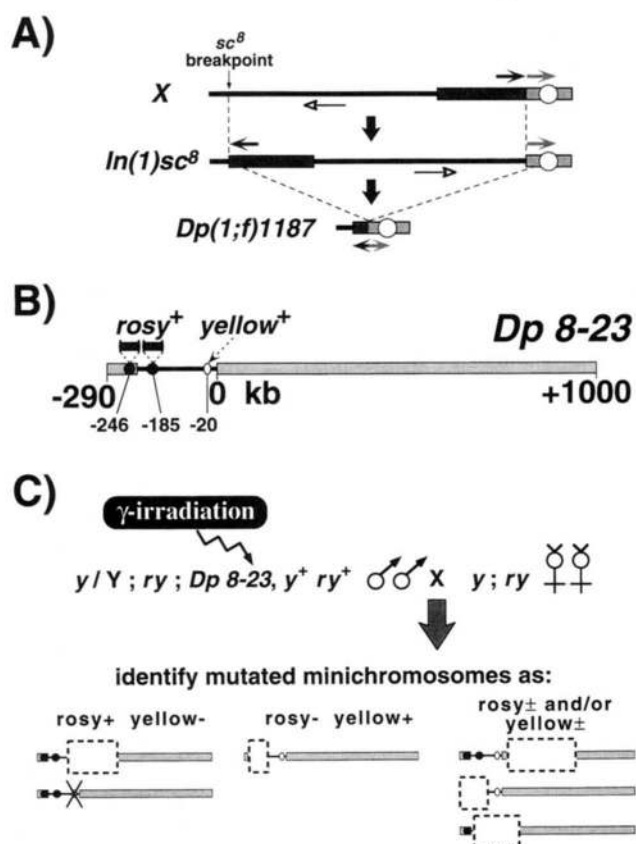 A)
sc8
breakpoint
X
In(1)sc8
Dp(1;f)1187
B)
rosy+ yellow+ Dp 8-23
-290 0 kb +1000
-246 -185 -20
C)
γ-irradiation
y / Y ; ry ; Dp 8-23, y+ ry+ X y ; ry
identify mutated minichromosomes as:
rosy+ yellow- rosy- yellow+ rosy± and/or
yellow±